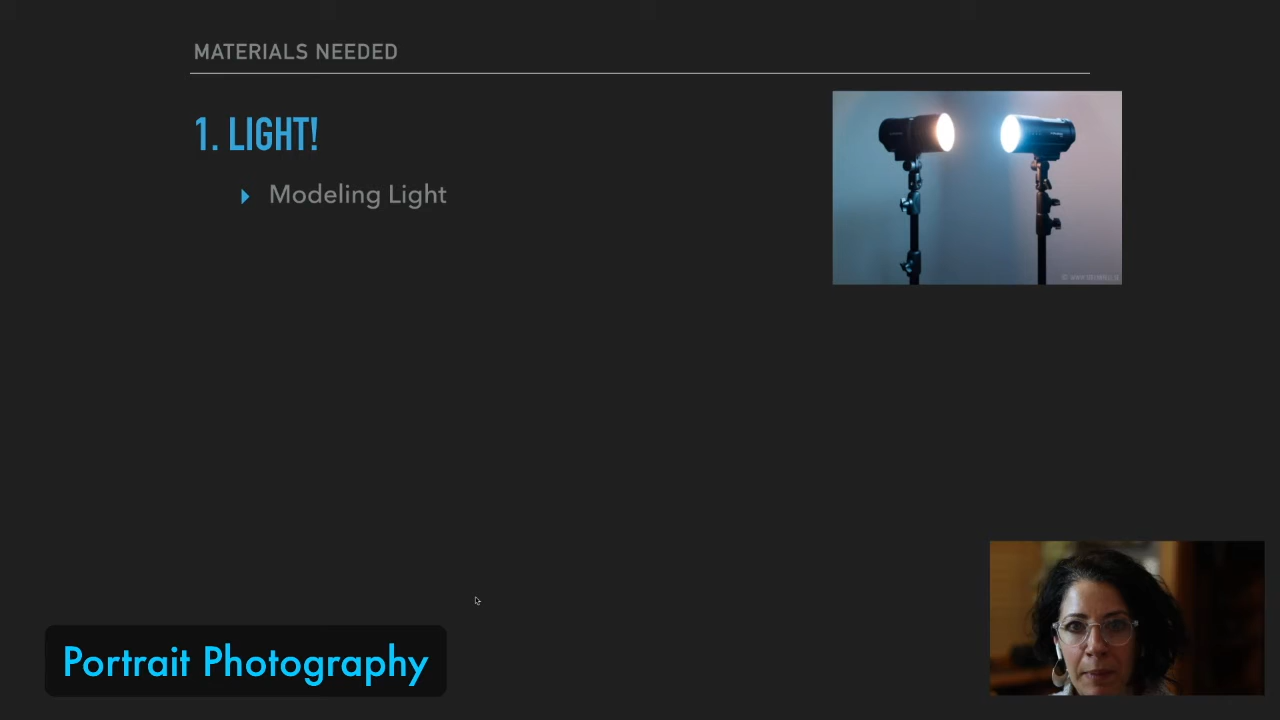 MATERIALS NEEDED
1. LIGHT!
Modeling Light
Portrait Photography